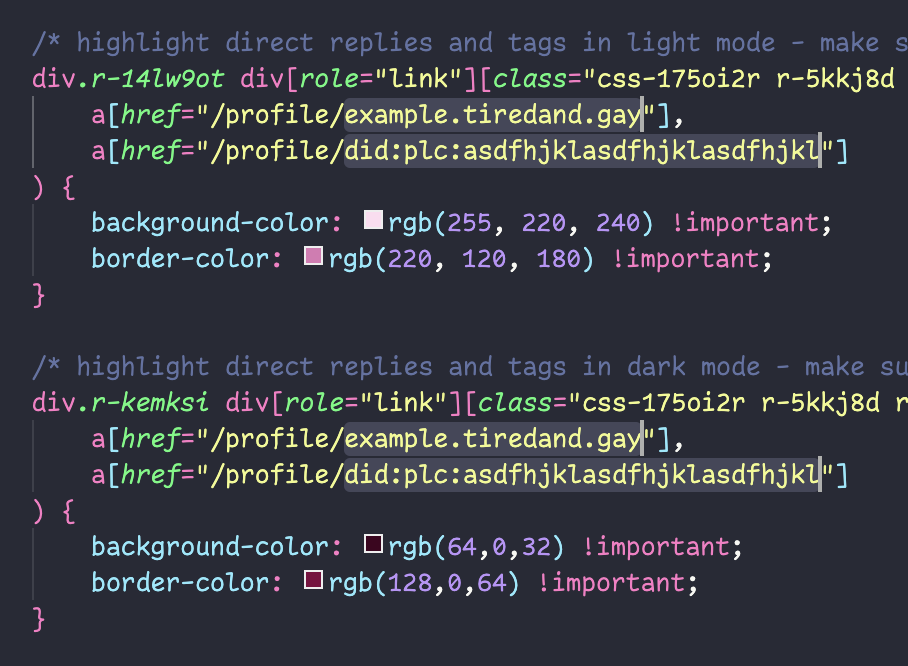 /* highlight direct replies and tags in light mode - make s
div.r-14lw9ot div[role="link"][class="css-175oi2r r-5kkj8d
a[href="/profile/example.tiredand.gay"],
a[href="/profile/did:plc:asdfhjklasdfhjklasdfhjkl"]
) {
background-color: rgb(255, 220, 240) !important;
border-color: rgb(220, 120, 180) !important;
}
/* highlight direct replies and tags in dark mode - make su
div.r-kemksi div[role="link"][class="css-175oi2r r-5kkj8d r
a[href="/profile/example.tiredand.gay"],
a[href="/profile/did:plc:asdfhjklasdfhjklasdfhjkl"]
) {
background-color: rgb(64,0,32) !important;
border-color: rgb(128,0,64) !important;
}